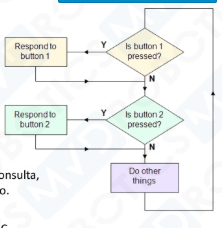 Respond to
button 1
Y
Is button 1
pressed?
N
Respond to
button 2
Y
Is button 2
pressed?
N
Do other
things
onsulta,
o.